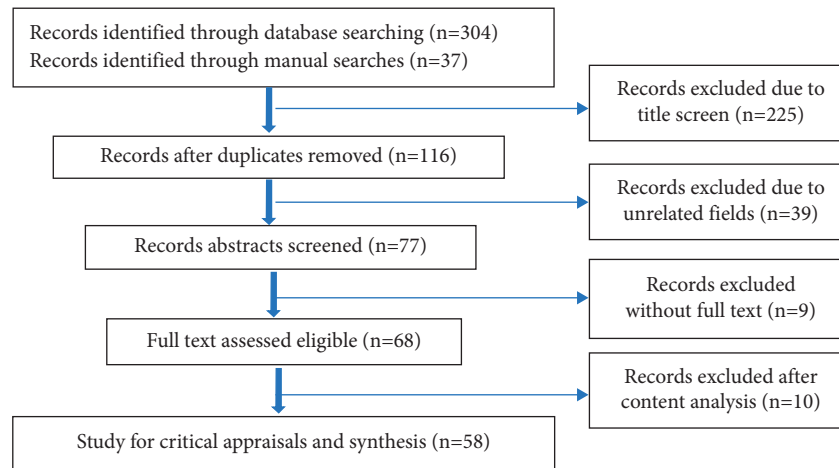 Records identified through database searching (n=304)
Records identified through manual searches (n=37)
Records excluded due to
title screen (n=225)
Records after duplicates removed (n=116)
Records excluded due to
unrelated fields (n=39)
Records abstracts screened (n=77)
Records excluded
without full text (n=9)
Full text assessed eligible (n=68)
Records excluded after
content analysis (n=10)
Study for critical appraisals and synthesis (n=58)